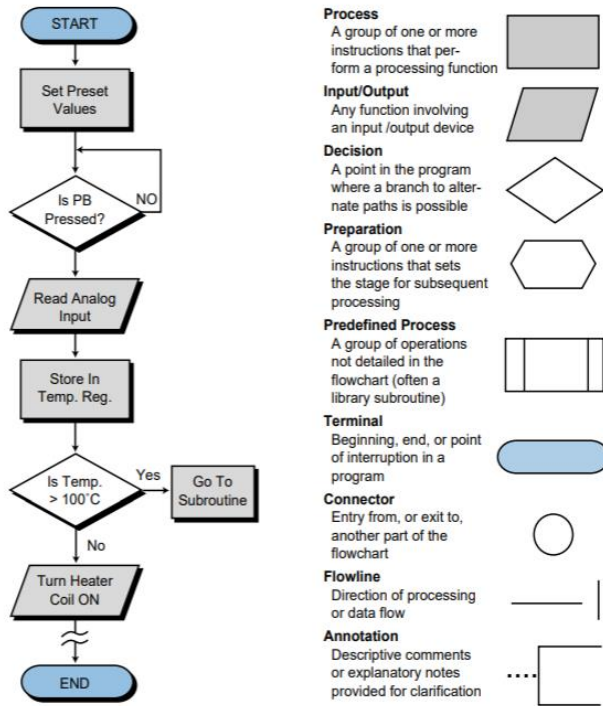 START
Set Preset
Values
Is PB
Pressed?
NO
Read Analog
Input
Store In
Temp. Reg.
Is Temp.
> 100˚C
Yes
Go To
Subroutine
No
Turn Heater
Coil ON
END
Process
A group of one or more
instructions that per-
form a processing function
Input/Output
Any function involving
an input /output device
Decision
A point in the program
where a branch to alter-
nate paths is possible
Preparation
A group of one or more
instructions that sets
the stage for subsequent
processing
Predefined Process
A group of operations
not detailed in the
flowchart (often a
library subroutine)
Terminal
Beginning, end, or point
of interruption in a
program
Connector
Entry from, or exit to,
another part of the
flowchart
Flowline
Direction of processing
or data flow
Annotation
Descriptive comments
or explanatory notes
provided for clarification